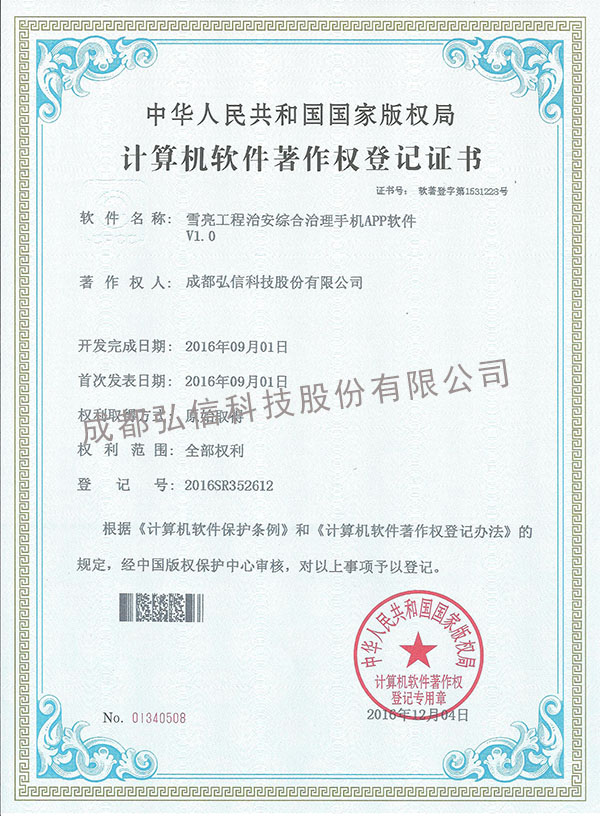 中华人民共和国国家版权局
计算机软件著作权登记证书
证书号： 软著登字第1531223号
软件名称： 雪亮工程治安综合治理手机APP软件
V1.0
著作权人： 成都弘信科技股份有限公司
开发完成日期： 2016年09月01日
首次发表日期： 2016年09月01日
权利取得方式： 原始取得
成都弘信科技股份有限公司
权利范围： 全部权利
登记号： 2016SR352612
根据《计算机软件保护条例》和《计算机软件著作权登记办法》的
规定，经中国版权保护中心审核，对以上事项予以登记。
中华人民共和国国家版权局
计算机软件著作权
登记专用章
No. 01340508
2016年12月04日